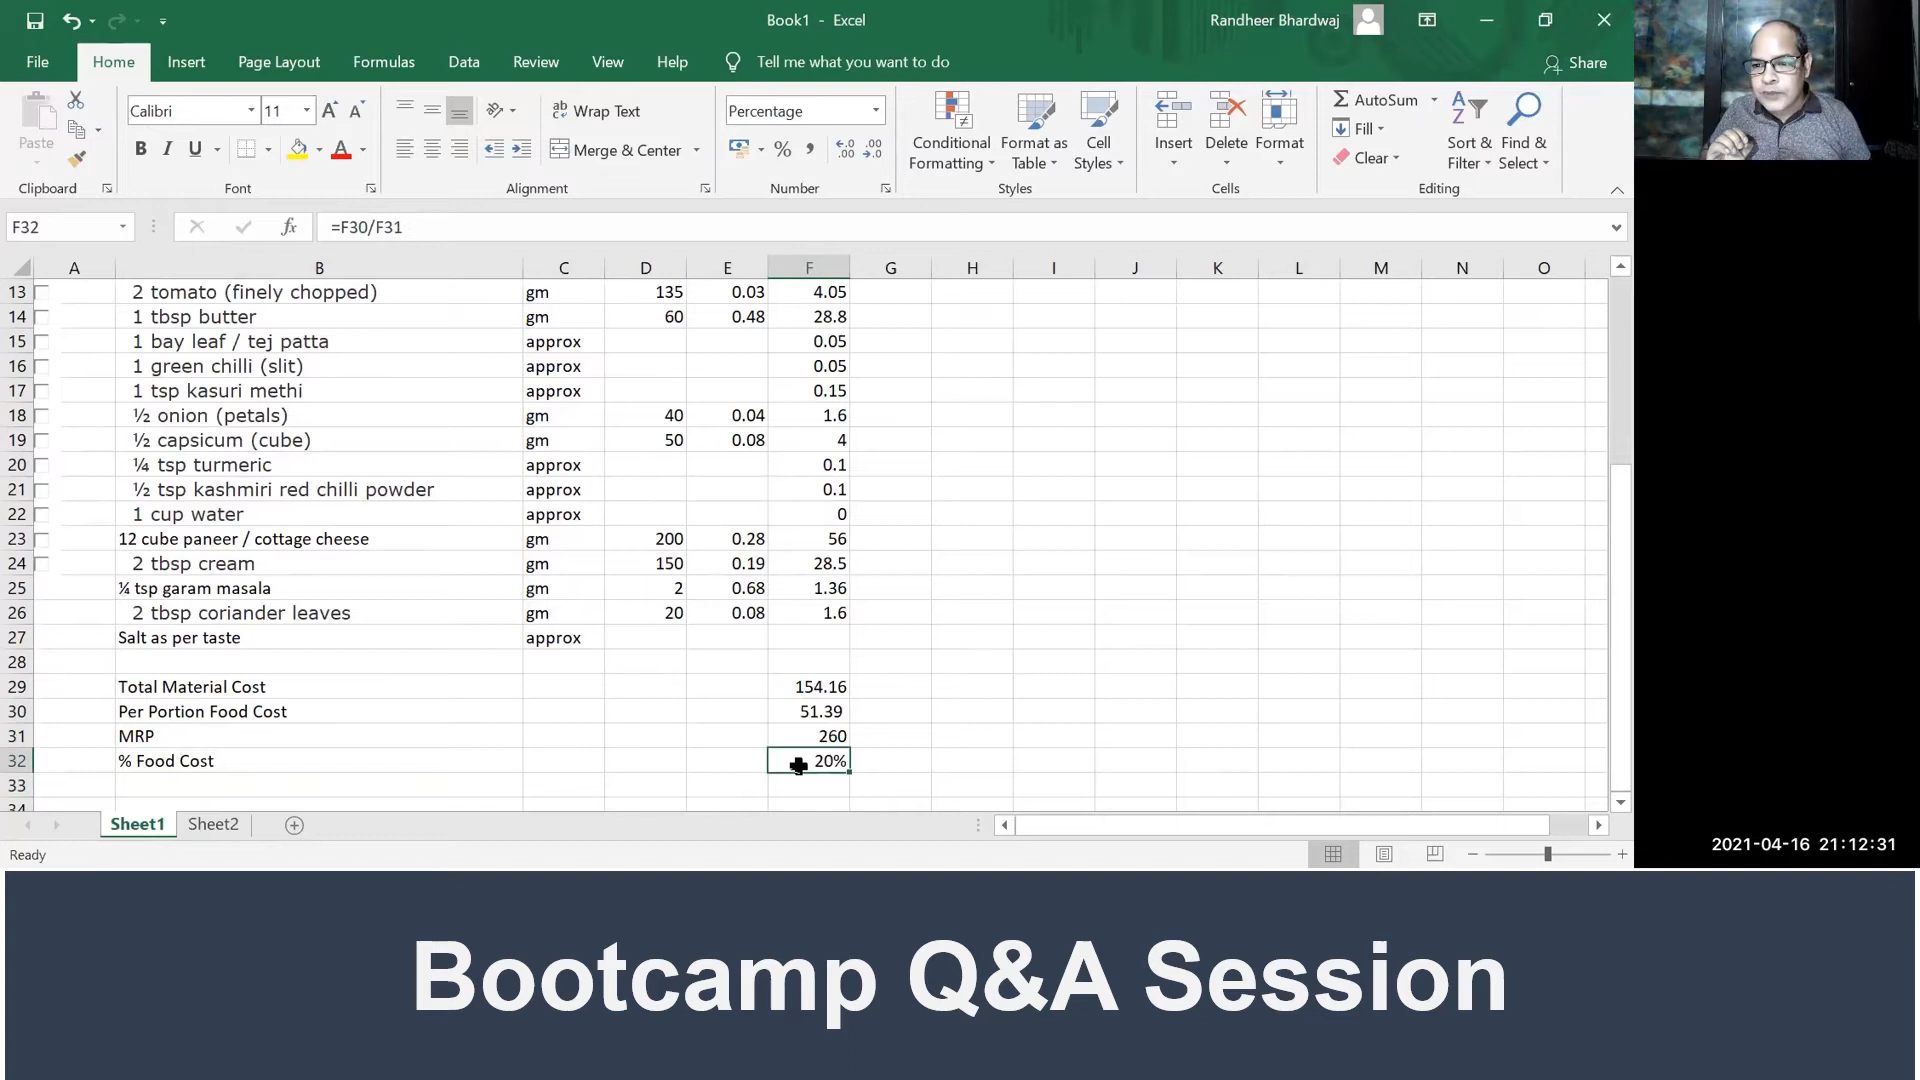 Book1 - Excel
Randheer Bhardwaj
File Home Insert Page Layout Formulas Data Review View Help Tell me what you want to do Share
Paste
Clipboard
Calibri 11
B I U
Font
Wrap Text
Merge & Center
Alignment
Percentage
%
Number
Conditional Formatting
Format as Table
Cell Styles
Styles
Insert
Delete
Format
Cells
AutoSum
Fill
Clear
Sort & Filter
Find & Select
Editing
F32 fx =F30/F31
A B C D E F G H I J K L M N O
13 2 tomato (finely chopped) gm 135 0.03 4.05
14 1 tbsp butter gm 60 0.48 28.8
15 1 bay leaf / tej patta approx 0.05
16 1 green chilli (slit) approx 0.05
17 1 tsp kasuri methi approx 0.15
18 ½ onion (petals) gm 40 0.04 1.6
19 ½ capsicum (cube) gm 50 0.08 4
20 ¼ tsp turmeric approx 0.1
21 ½ tsp kashmiri red chilli powder approx 0.1
22 1 cup water approx 0
23 12 cube paneer / cottage cheese gm 200 0.28 56
24 2 tbsp cream gm 150 0.19 28.5
25 ¼ tsp garam masala gm 2 0.68 1.36
26 2 tbsp coriander leaves gm 20 0.08 1.6
27 Salt as per taste approx
28
29 Total Material Cost 154.16
30 Per Portion Food Cost 51.39
31 MRP 260
32 % Food Cost 20%
33
34
Sheet1 Sheet2
Ready
2021-04-16 21:12:31
Bootcamp Q&A Session